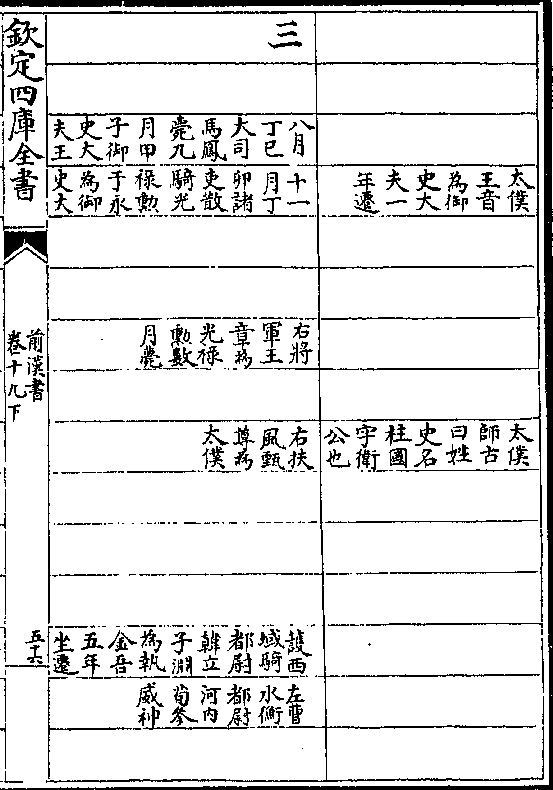 太僕
王音
為御
史大
夫一
年遷
太僕
師古
曰姓
史名
柱國
字衛
公也
三
八月
丁巳
大司
馬鳳
薨九
月甲
子御
史大
夫王
十一
月丁
卯諸
吏散
騎光
祿勲
于永
為御
史大
右將
軍王
章為
光禄
勲數
月薨
右扶
風甄
尊為
太僕
護西
域騎
都尉
韓立
子淵
為執
金吾
五年
坐遷
左曹
水衡
都尉
河内
荀參
威神
欽定四庫全書
前漢書
卷十九下
五十六